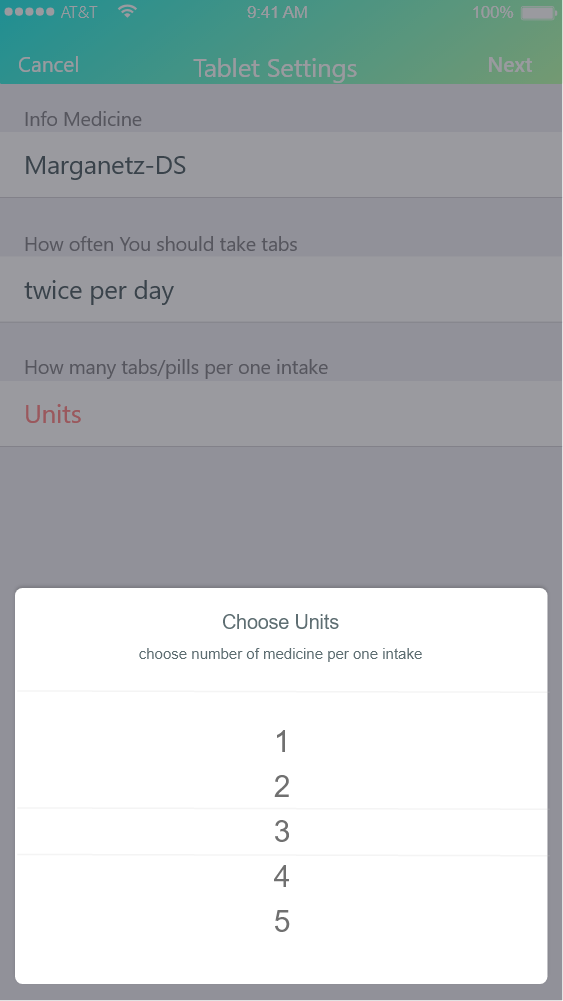 AT&T 9:41 AM 100%
Cancel Tablet Settings Next
Info Medicine
Marganetz-DS
How often You should take tabs
twice per day
How many tabs/pills per one intake
Units
Choose Units
choose number of medicine per one intake
1
2
3
4
5